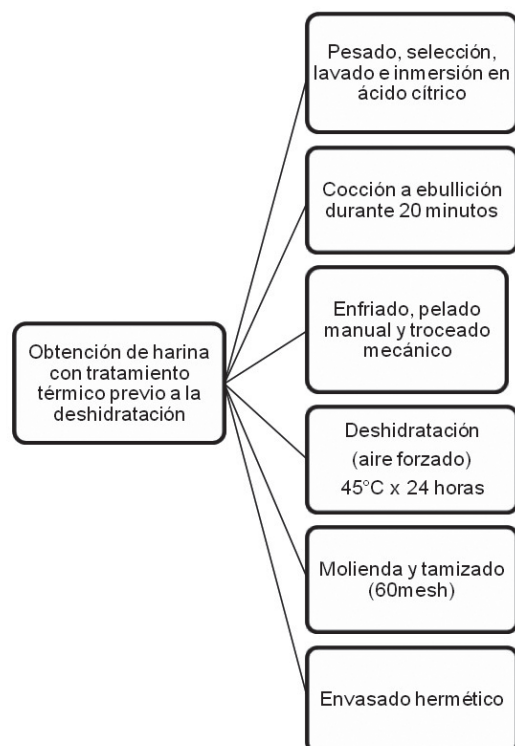 Pesado, selección,
lavado e inmersión en
ácido cítrico
Cocción a ebullición
durante 20 minutos
Enfriado, pelado
manual y troceado
mecánico
Obtención de harina
con tratamiento
térmico previo a la
deshidratación
Deshidratación
(aire forzado)
45°C x 24 horas
Molienda y tamizado
(60mesh)
Envasado hermético